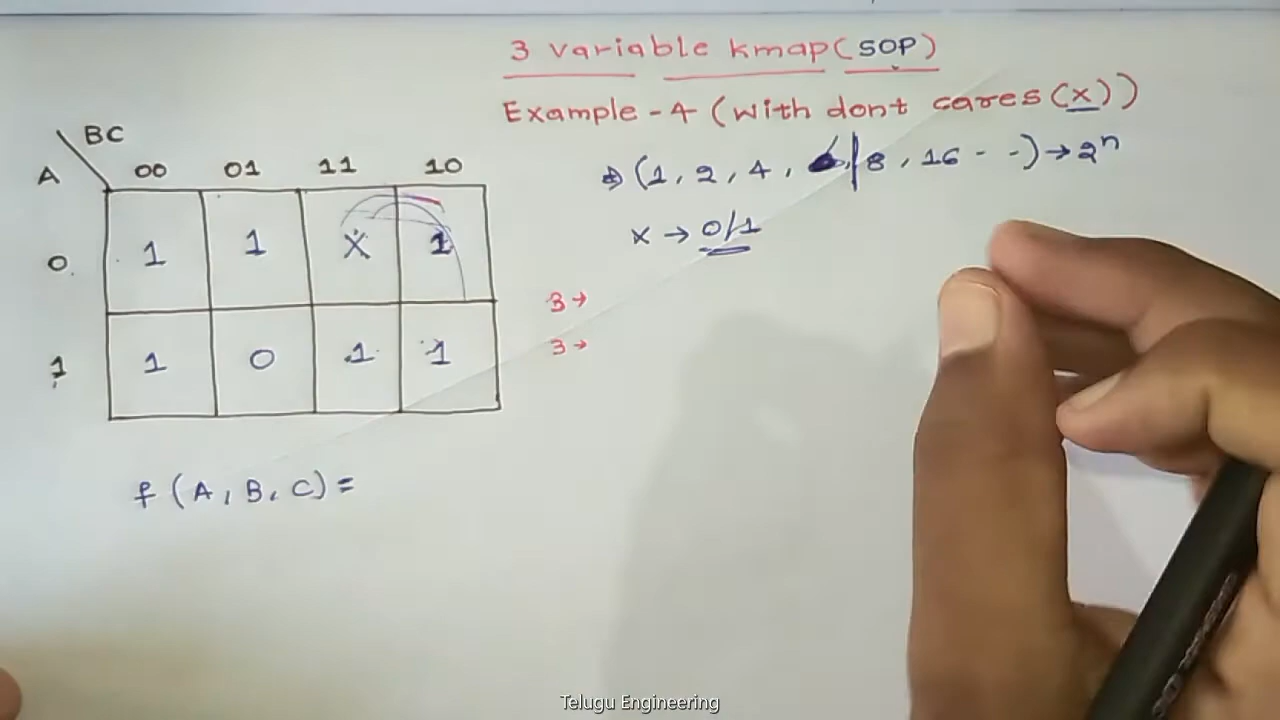 3 variable kmap(SOP)
Example-4 (with dont cares(x))
⇒ (1, 2, 4, 8, 16 - -) → 2ⁿ
x → 0/1
3 →
3 →
BC
A 00 01 11 10
0 1 1 X 1
1 1 0 1 1
f (A, B, C) =
Telugu Engineering